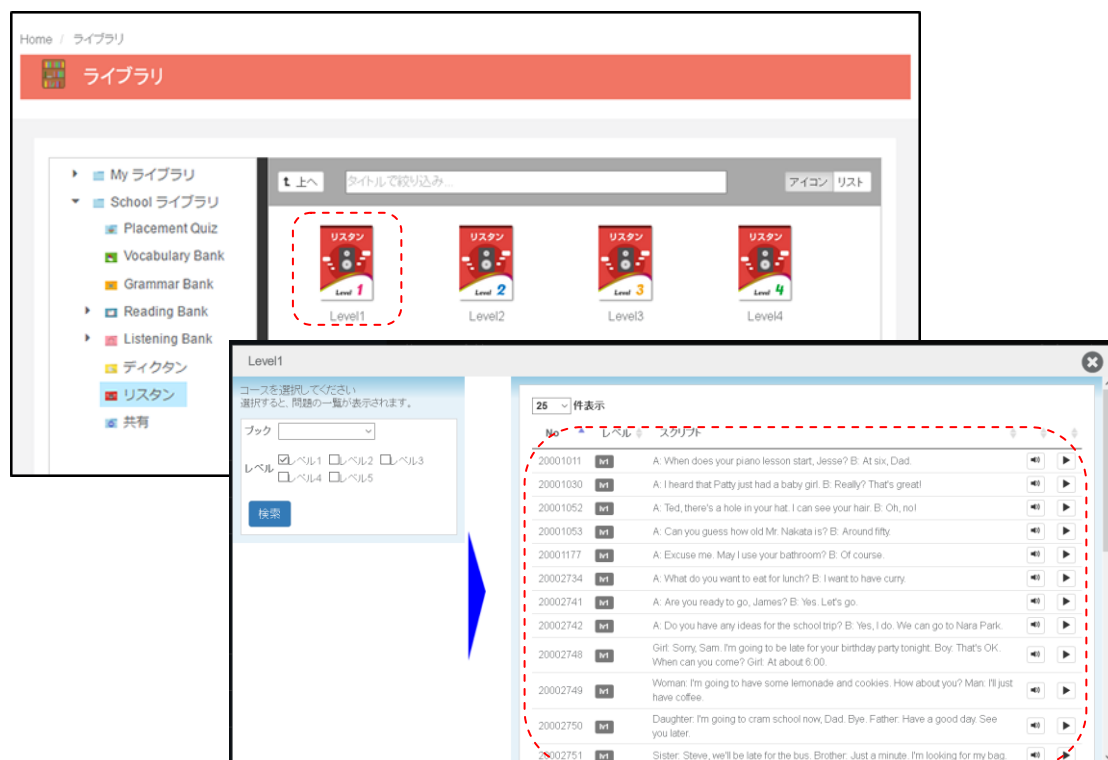 Home / ライブラリ
ライブラリ
My ライブラリ
School ライブラリ
Placement Quiz
Vocabulary Bank
Grammar Bank
Reading Bank
Listening Bank
ディクタン
リスタン
共有
上へ
タイトルで絞り込み...
アイコン リスト
リスタン
Level 1
リスタン
Level 2
リスタン
Level 3
リスタン
Level 4
Level1
Level2
Level3
Level4
Level1
コースを選択してください
選択すると、問題の一覧が表示されます。
ブック
レベル
レベル1 レベル2 レベル3
レベル4 レベル5
検索
25 件表示
No レベル スクリプト
20001011 lv1 A: When does your piano lesson start, Jesse? B: At six, Dad.
20001030 lv1 A: I heard that Patty just had a baby girl. B: Really? That's great!
20001052 lv1 A: Ted, there's a hole in your hat. I can see your hair. B: Oh, no!
20001053 lv1 A: Can you guess how old Mr. Nakata is? B: Around fifty.
20001177 lv1 A: Excuse me. May I use your bathroom? B: Of course.
20002734 lv1 A: What do you want to eat for lunch? B: I want to have curry.
20002741 lv1 A: Are you ready to go, James? B: Yes. Let's go.
20002742 lv1 A: Do you have any ideas for the school trip? B: Yes, I do. We can go to Nara Park.
20002748 lv1 Girl: Sorry, Sam. I'm going to be late for your birthday party tonight. Boy: That's OK.
When can you come? Girl: At about 6:00.
20002749 lv1 Woman: I'm going to have some lemonade and cookies. How about you? Man: I'll just
have coffee.
20002750 lv1 Daughter: I'm going to cram school now, Dad. Bye. Father: Have a good day. See
you later.
20002751 lv1 Sister: Steve, we'll be late for the bus. Brother: Just a minute. I'm looking for my bag.